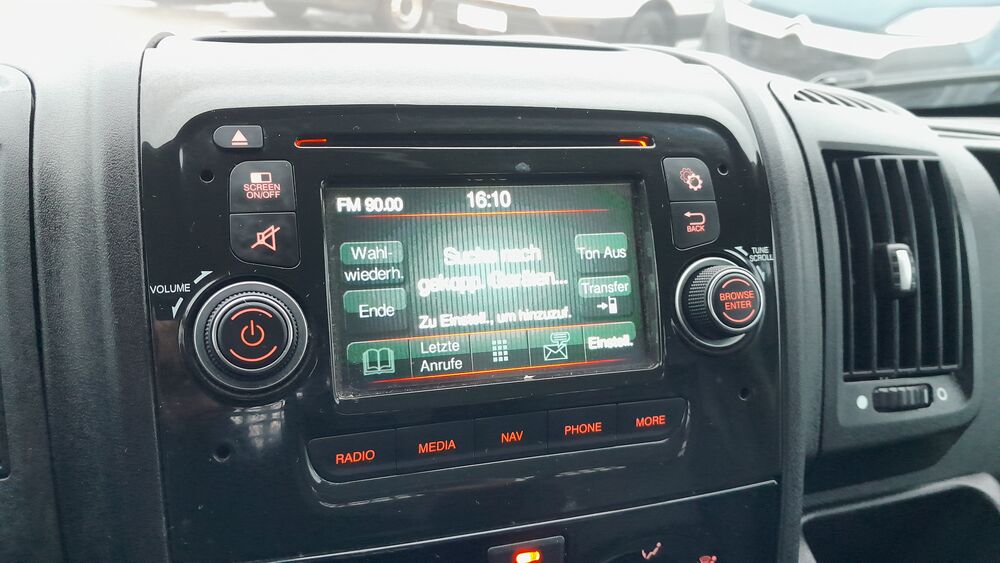 SCREEN
ON/OFF
VOLUME
FM 90.00
16:10
Wahl-
wiederh.
Suche nach
gekopp. Geräten...
Ton Aus
Ende
Transfer
Zu Einstell., um hinzuzuf.
Letzte
Anrufe
Einstell.
BACK
TUNE
SCROLL
BROWSE
ENTER
RADIO
MEDIA
NAV
PHONE
MORE